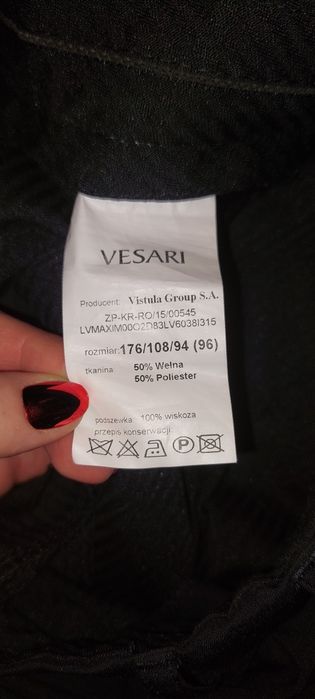 VESARI
Producent: Vistula Group S.A.
ZP-KR-RO/15/00545
LVMAXIM00O2D83LV6038I315
rozmiar: 176/108/94 (96)
tkanina 50% Wełna
50% Poliester
podszewka: 100% wiskoza
przepis konserwacji:
P